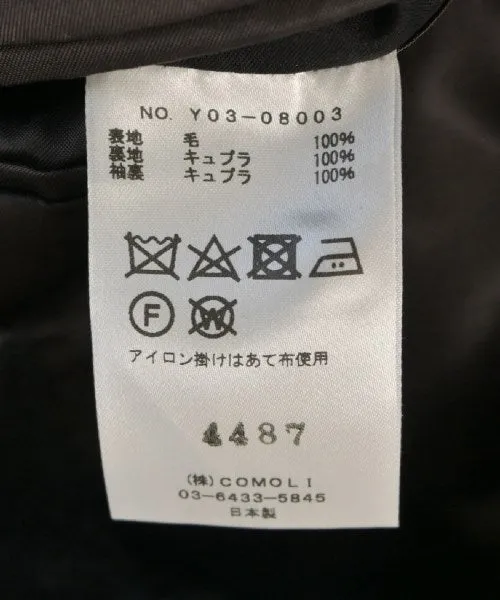 NO. Y03-08003
表地 毛 100%
裏地 キュプラ 100%
袖裏 キュプラ 100%
F W
アイロン掛けはあて布使用
4487
(株) COMOLI
03-6433-5845
日本製